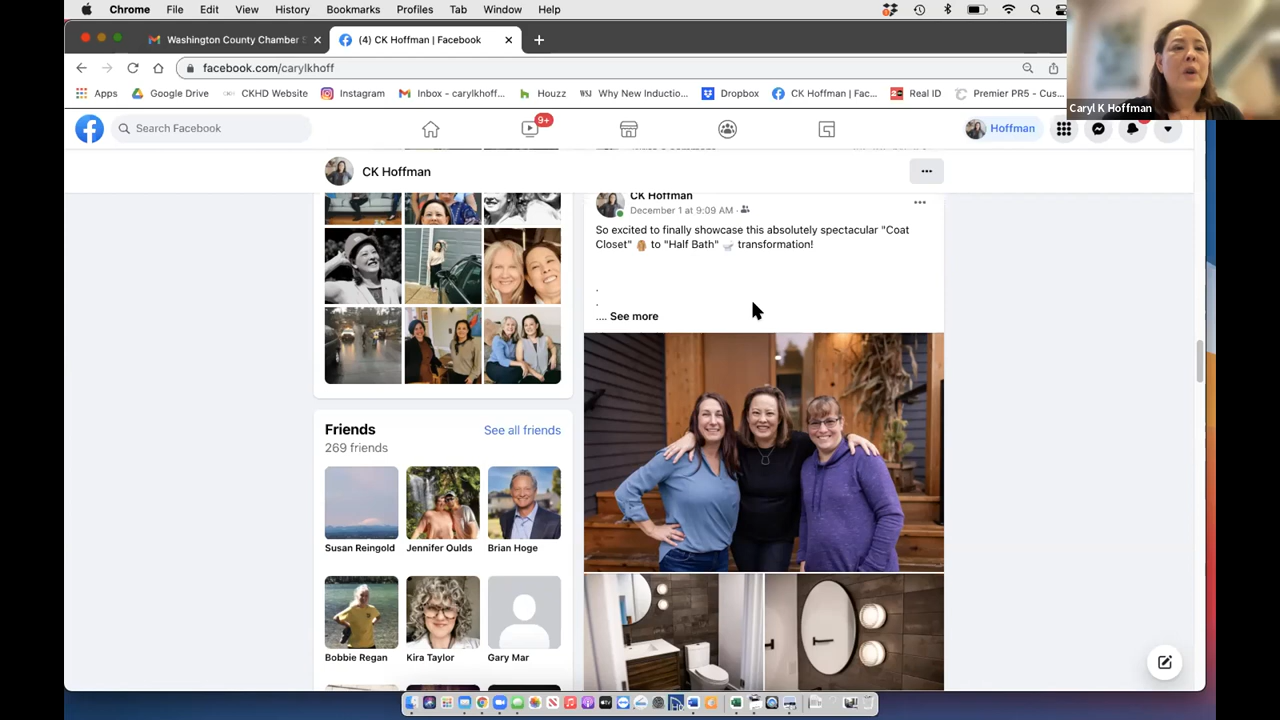 Chrome File Edit View History Bookmarks Profiles Tab Window Help
Washington County Chamber
(4) CK Hoffman | Facebook
facebook.com/carylkhoff
Caryl K Hoffman
Apps Google Drive CKHD Website Instagram Inbox - carylkhoff... Houzz WSJ Why New Inductio... Dropbox CK Hoffman | Fac... Real ID Premier PR5 - Cus...
Search Facebook
9+
Hoffman
CK Hoffman
CK Hoffman
December 1 at 9:09 AM ·
So excited to finally showcase this absolutely spectacular "Coat
Closet" to "Half Bath" transformation!
.
.
.... See more
Friends
See all friends
269 friends
Susan Reingold
Jennifer Oulds
Brian Hoge
Bobbie Regan
Kira Taylor
Gary Mar